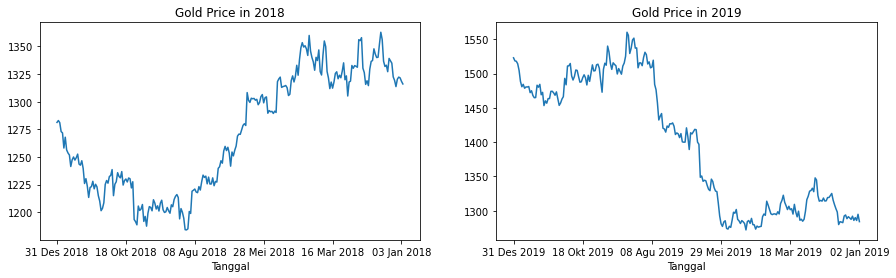 Gold Price in 2018
1350
1325
1300
1275
1250
1225
1200
31 Des 2018 18 Okt 2018 08 Agu 2018 28 Mei 2018 16 Mar 2018 03 Jan 2018
Tanggal
Gold Price in 2019
1550
1500
1450
1400
1350
1300
31 Des 2019 18 Okt 2019 08 Agu 2019 29 Mei 2019 18 Mar 2019 02 Jan 2019
Tanggal